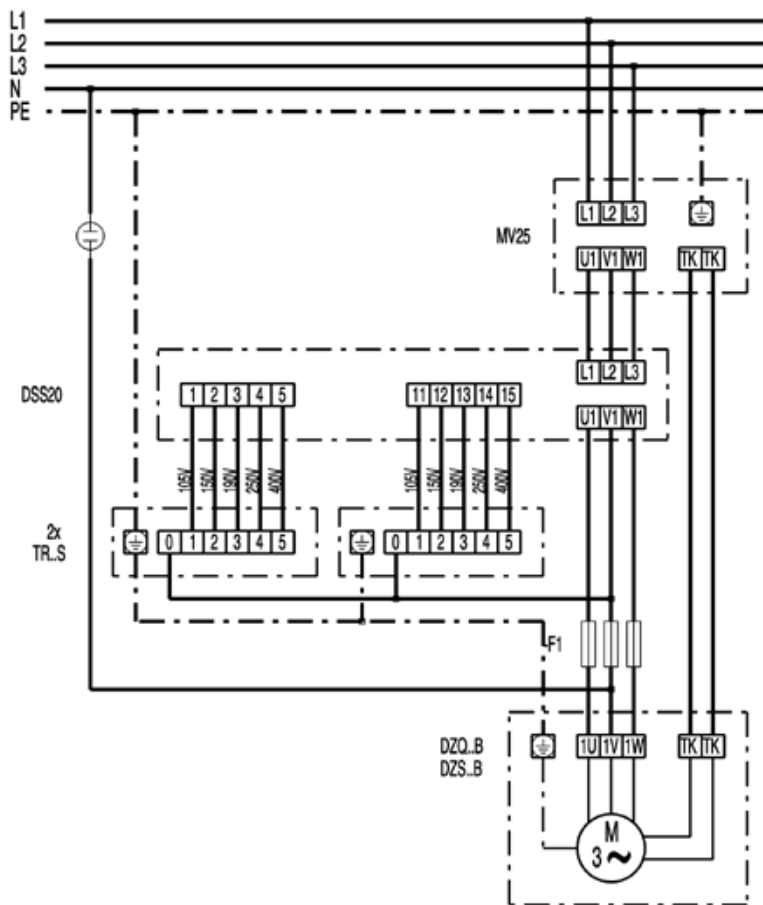 L1
L2
L3
N
PE
L1 L2 L3
MV25
U1 V1 W1 TK TK
L1 L2 L3
DSS20
1 2 3 4 5
11 12 13 14 15
U1 V1 W1
105V 150V 190V 250V 400V
105V 150V 190V 250V 400V
2x
TR..S
0 1 2 3 4 5
0 1 2 3 4 5
F1
DZQ..B
DZS..B
1U 1V 1W TK TK
M
3 ~